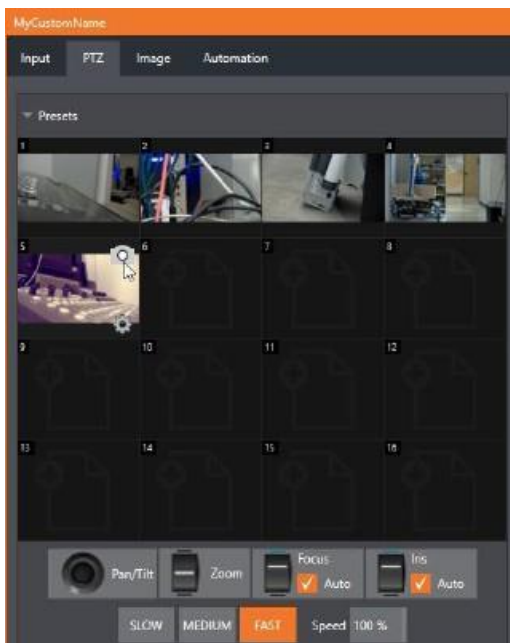 MyCustomName
Input PTZ Image Automation
Presets
1 2 3 4
5 6 7 8
9 10 11 12
13 14 15 16
Pan/Tilt Zoom Focus Auto Iris Auto
SLOW MEDIUM FAST Speed 100 %